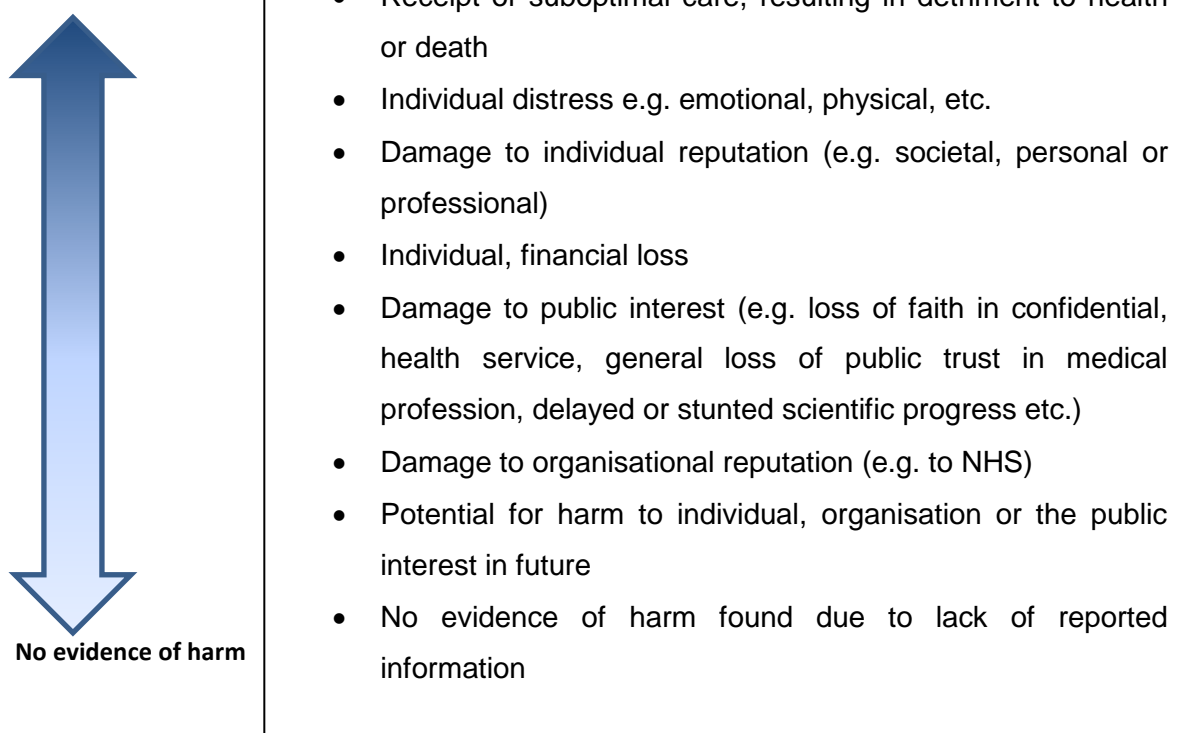 • Receipt of suboptimal care, resulting in detriment to health
or death
• Individual distress e.g. emotional, physical, etc.
• Damage to individual reputation (e.g. societal, personal or
professional)
• Individual, financial loss
• Damage to public interest (e.g. loss of faith in confidential,
health service, general loss of public trust in medical
profession, delayed or stunted scientific progress etc.)
• Damage to organisational reputation (e.g. to NHS)
• Potential for harm to individual, organisation or the public
interest in future
• No evidence of harm found due to lack of reported
information
No evidence of harm